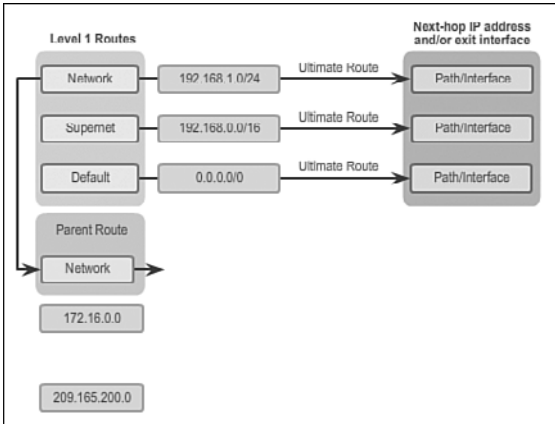 Level 1 Routes
Next-hop IP address
and/or exit interface
Network
192.168.1.0/24
Ultimate Route
Path/Interface
Supernet
192.168.0.0/16
Ultimate Route
Path/Interface
Default
0.0.0.0/0
Ultimate Route
Path/Interface
Parent Route
Network
172.16.0.0
209.165.200.0